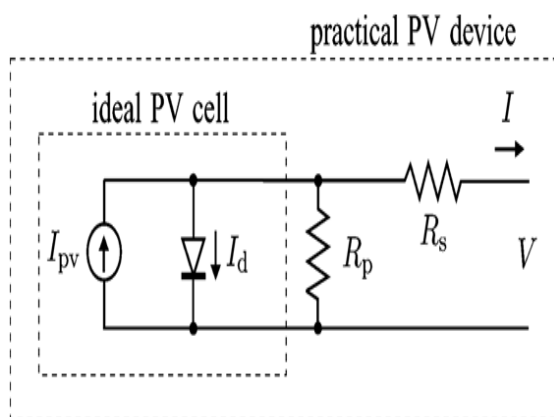 practical PV device
ideal PV cell
I
I_pv
I_d
R_p
R_s
V